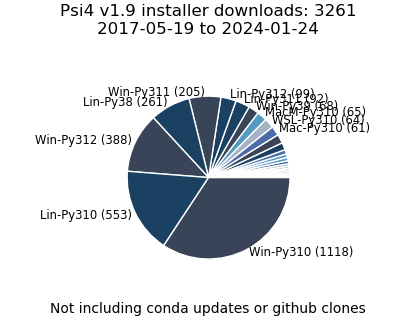 Psi4 v1.9 installer downloads: 3261
2017-05-19 to 2024-01-24
Win-Py311 (205)
Lin-Py38 (261)
Win-Py312 (388)
Lin-Py310 (553)
Win-Py310 (1118)
Lin-Py312 (99)
Lin-Py311 (92)
Win-Py39 (68)
McM-Py310 (65)
WSL-Py310 (64)
Mac-Py310 (61)
Not including conda updates or github clones